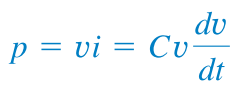 p = vi = Cv dv/dt